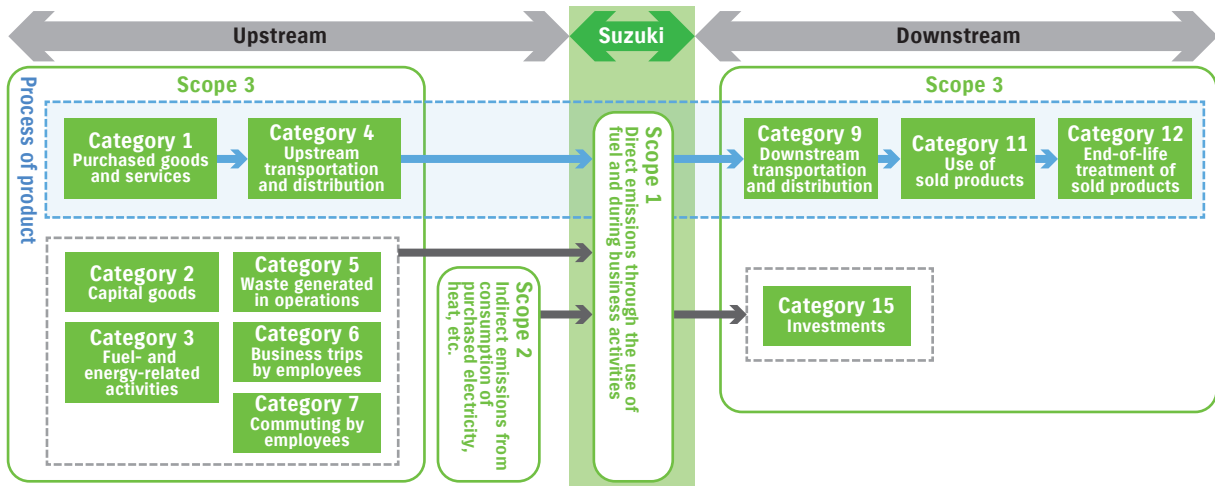 Upstream
Suzuki
Downstream
Process of product
Scope 3
Category 1
Purchased goods
and services
Category 4
Upstream
transportation
and distribution
Category 2
Capital goods
Category 3
Fuel- and
energy-related
activities
Category 5
Waste generated
in operations
Category 6
Business trips
by employees
Category 7
Commuting by
employees
Scope 2
Indirect emissions from
consumption of
purchased electricity,
heat, etc.
Scope 1
Direct emissions through the use of
fuel and during business activities
Scope 3
Category 9
Downstream
transportation
and distribution
Category 11
Use of
sold products
Category 12
End-of-life
treatment of
sold products
Category 15
Investments